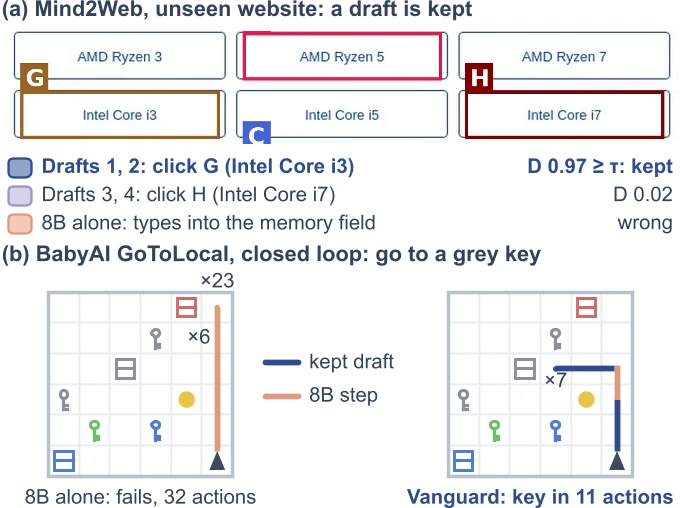 (a) Mind2Web, unseen website: a draft is kept
AMD Ryzen 3
AMD Ryzen 5
AMD Ryzen 7
G
H
Intel Core i3
Intel Core i5
Intel Core i7
C
Drafts 1, 2: click G (Intel Core i3)
D 0.97 ≥ τ: kept
Drafts 3, 4: click H (Intel Core i7)
D 0.02
8B alone: types into the memory field
wrong
(b) BabyAI GoToLocal, closed loop: go to a grey key
×23
×6
kept draft
8B step
×7
8B alone: fails, 32 actions
Vanguard: key in 11 actions